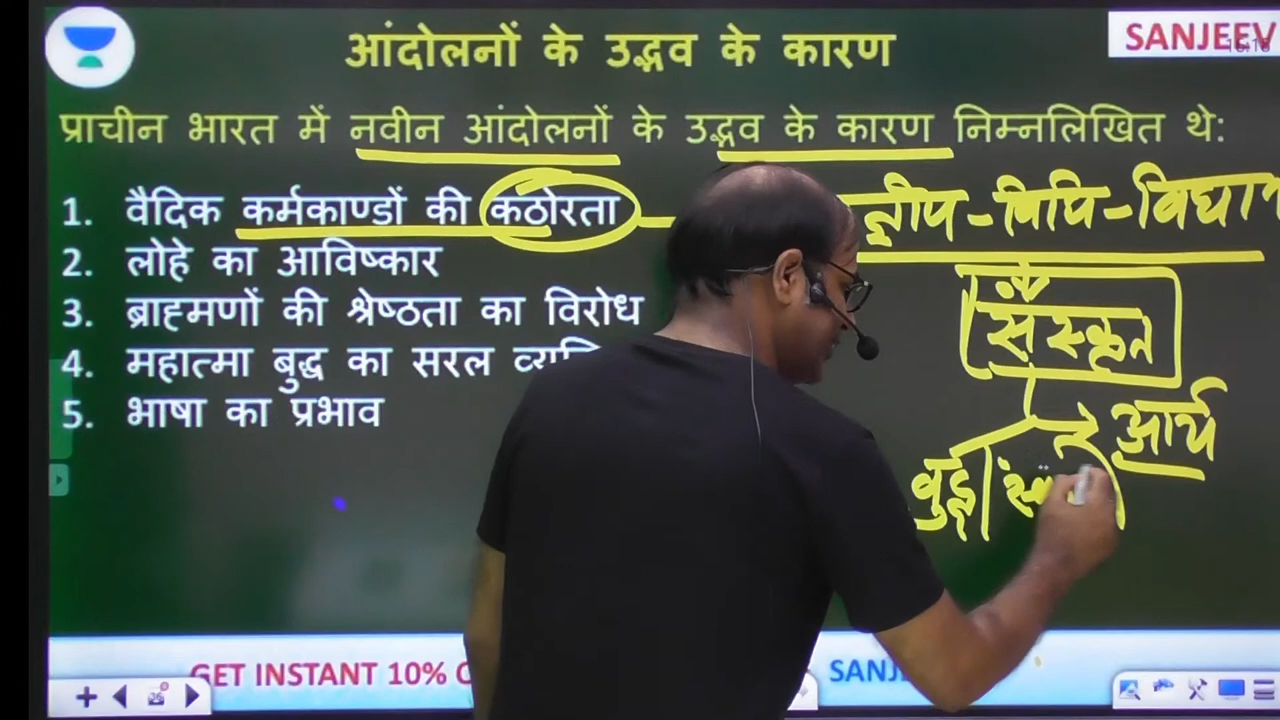 आंदोलनों के उद्भव के कारण
SANJEEV
प्राचीन भारत में नवीन आंदोलनों के उद्भव के कारण निम्नलिखित थे:
1. वैदिक कर्मकाण्डों की कठोरता
2. लोहे का आविष्कार
3. ब्राह्मणों की श्रेष्ठता का विरोध
4. महात्मा बुद्ध का सरल
5. भाषा का प्रभाव
संस्कृत
आर्य
GET INSTANT 10%